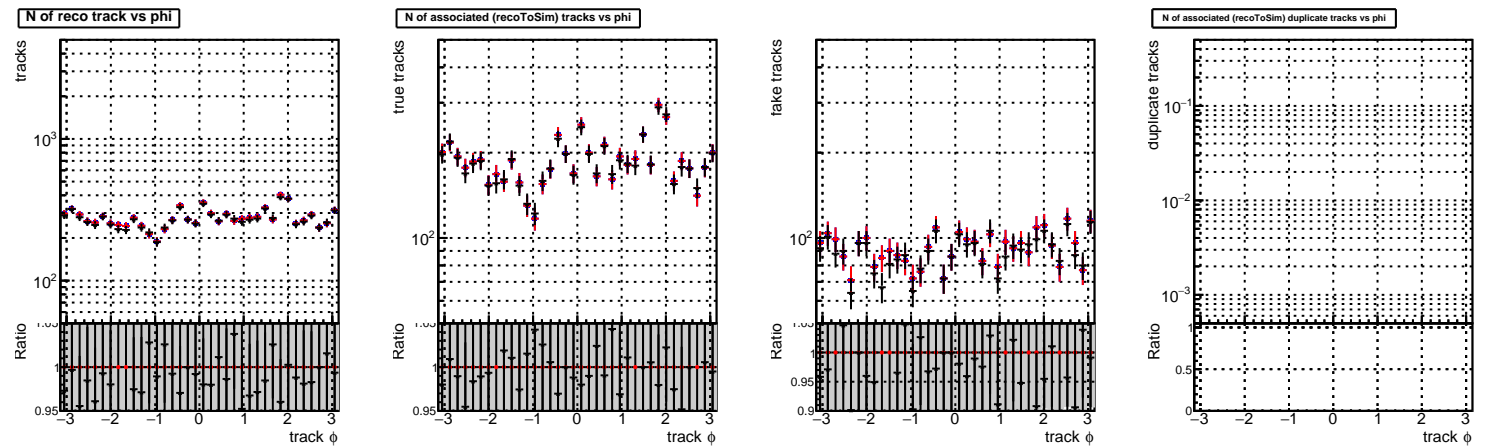 N of reco track vs phi
tracks
10³
10²
Ratio
1
0.95
−3 −2 −1 0 1 2 3
track ϕ
N of associated (recoToSim) tracks vs phi
true tracks
10²
Ratio
1
0.95
−3 −2 −1 0 1 2 3
track ϕ
fake tracks
10²
Ratio
1
0.95
0.9
−3 −2 −1 0 1 2 3
track ϕ
N of associated (recoToSim) duplicate tracks vs phi
duplicate tracks
10⁻¹
10⁻²
10⁻³
Ratio
1
0.5
0
−3 −2 −1 0 1 2 3
track ϕ